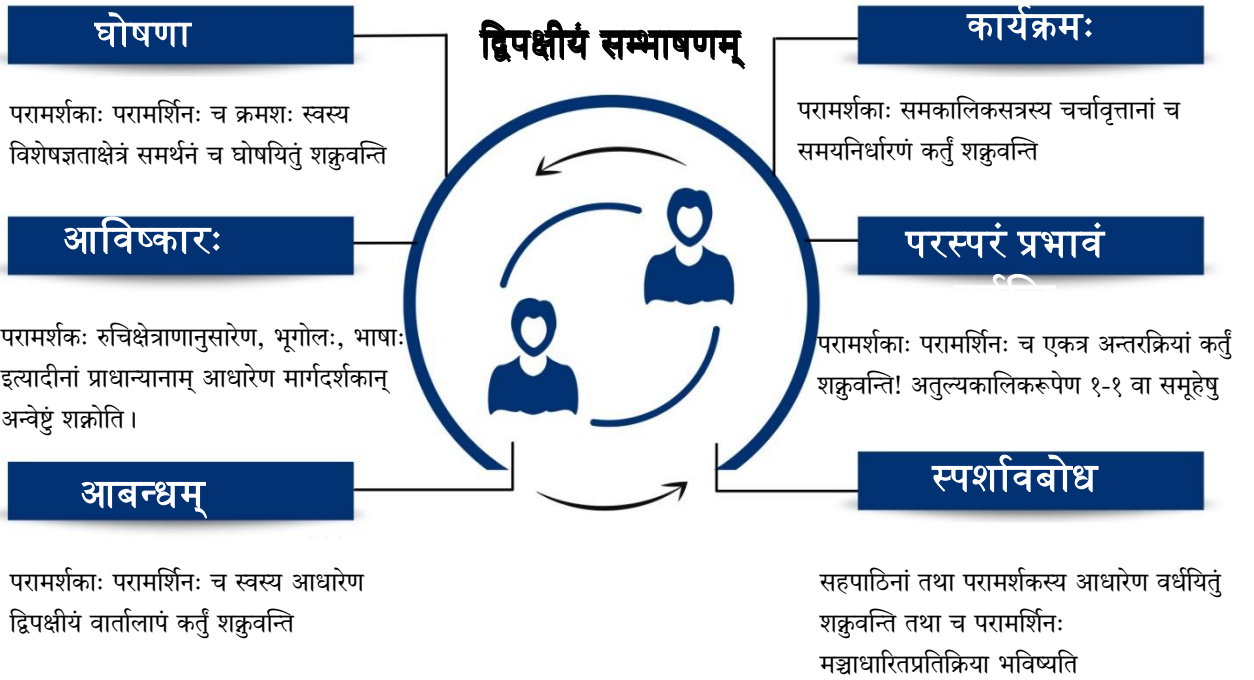 द्विपक्षीयं सम्भाषणम्
घोषणा
परामर्शकाः परामर्शिनः च क्रमशः स्वस्य
विशेषज्ञताक्षेत्रं समर्थनं च घोषयितुं शक्नुवन्ति
आविष्कारः
परामर्शकः रुचिक्षेत्राणानुसारेण, भूगोलः, भाषाः
इत्यादीनां प्राधान्यानाम् आधारेण मार्गदर्शकान्
अन्वेष्टुं शक्नोति।
आबन्धम्
परामर्शकाः परामर्शिनः च स्वस्य आधारेण
द्विपक्षीयं वार्तालापं कर्तुं शक्नुवन्ति
कार्यक्रमः
परामर्शकाः समकालिकसत्रस्य चर्चावृत्तानां च
समयनिर्धारणं कर्तुं शक्नुवन्ति
परस्परं प्रभावं
परामर्शकाः परामर्शिनः च एकत्र अन्तरक्रियां कर्तुं
शक्नुवन्ति! अतुल्यकालिकरूपेण १-१ वा समूहेषु
स्पर्शावबोध
सहपाठिनां तथा परामर्शकस्य आधारेण वर्धयितुं
शक्नुवन्ति तथा च परामर्शिनः
मञ्चाधारितप्रतिक्रिया भविष्यति